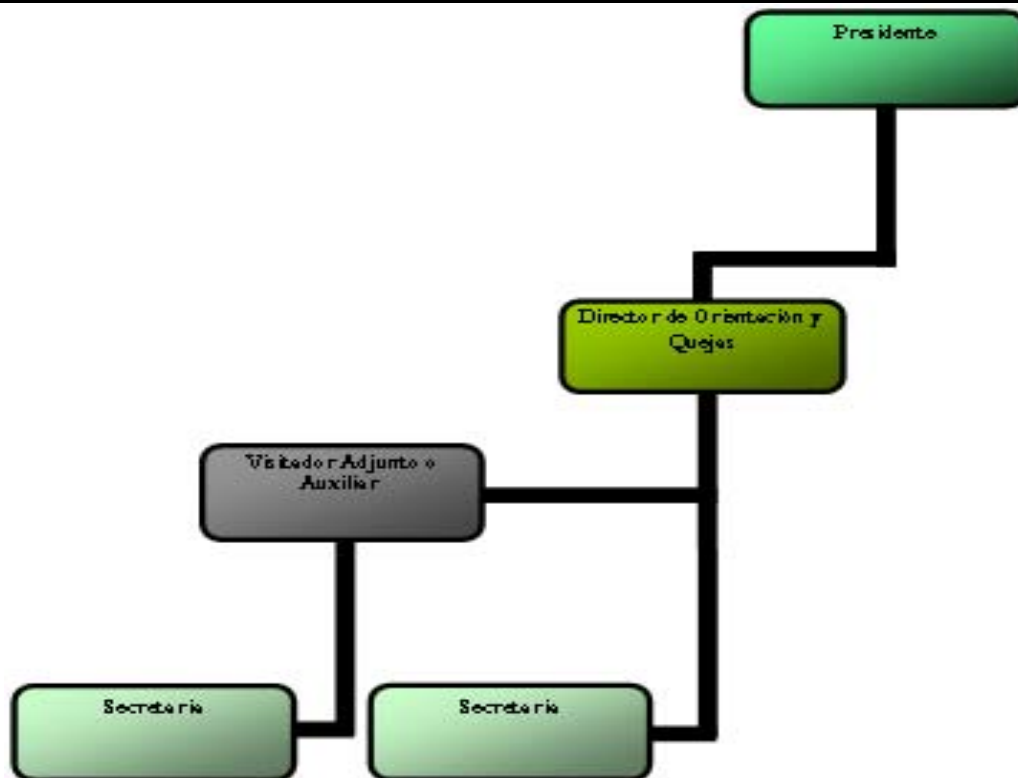 Presidente
Director de Orientación y
Quejas
Visitador Adjunto o
Auxiliar
Secretaria
Secretaria